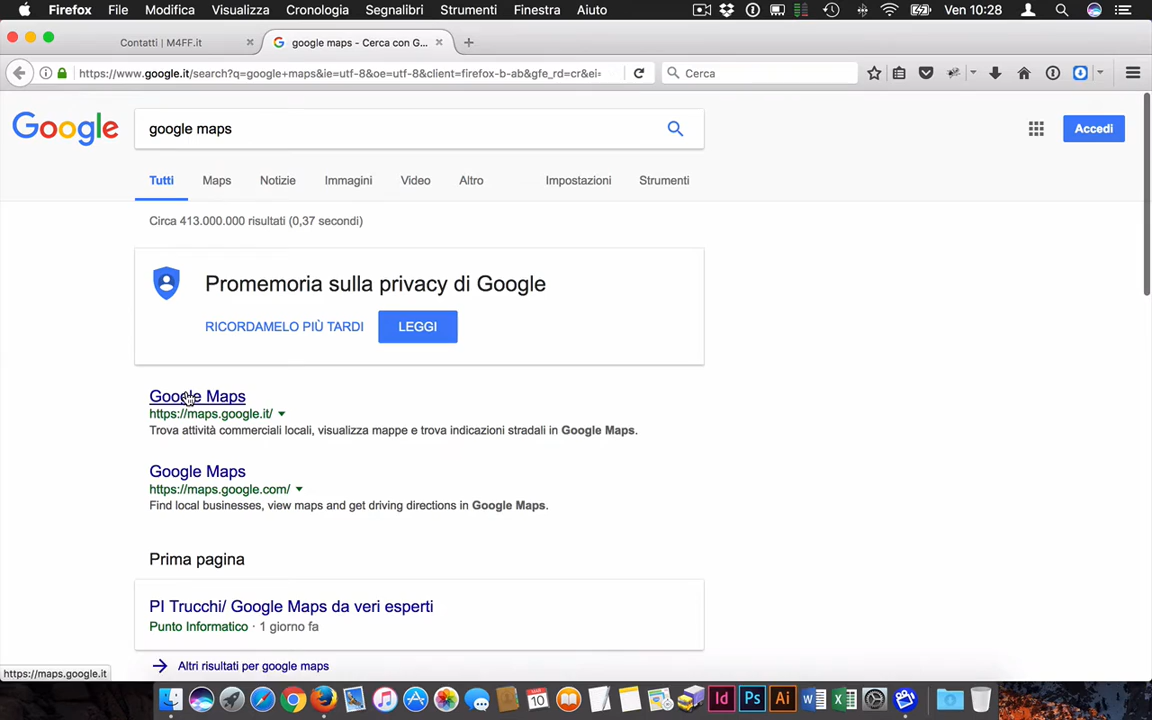 Firefox File Modifica Visualizza Cronologia Segnalibri Strumenti Finestra Aiuto Ven 10:28
Contatti | M4FF.it google maps - Cerca con G...
https://www.google.it/search?q=google+maps&ie=utf-8&oe=utf-8&client=firefox-b-ab&gfe_rd=cr&ei= Cerca
Google google maps Accedi
Tutti Maps Notizie Immagini Video Altro Impostazioni Strumenti
Circa 413.000.000 risultati (0,37 secondi)
Promemoria sulla privacy di Google
RICORDAMELO PIÙ TARDI LEGGI
Google Maps
https://maps.google.it/
Trova attività commerciali locali, visualizza mappe e trova indicazioni stradali in Google Maps.
Google Maps
https://maps.google.com/
Find local businesses, view maps and get driving directions in Google Maps.
Prima pagina
PI Trucchi/ Google Maps da veri esperti
Punto Informatico · 1 giorno fa
Altri risultati per google maps
https://maps.google.it
10 Id Ps Ai W X